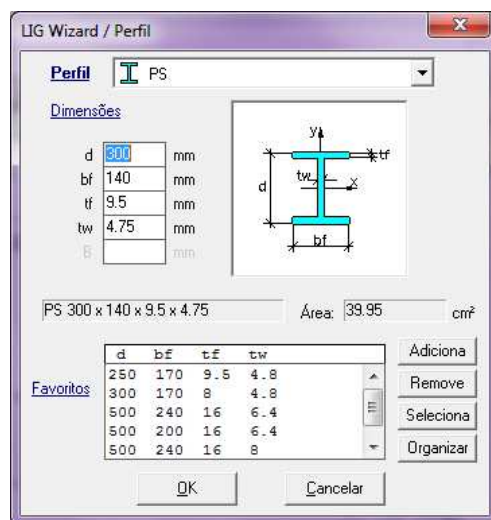 LIG Wizard / Perfil
Perfil PS
Dimensões
d 300 mm
bf 140 mm
tf 9.5 mm
tw 4.75 mm
B mm
y
tf
tw
x
d
bf
PS 300 x 140 x 9.5 x 4.75
Área: 39.95 cm²
Favoritos
d bf tf tw
250 170 9.5 4.8
300 170 8 4.8
500 240 16 6.4
500 200 16 6.4
500 240 16 8
Adiciona
Remove
Seleciona
Organizar
OK
Cancelar